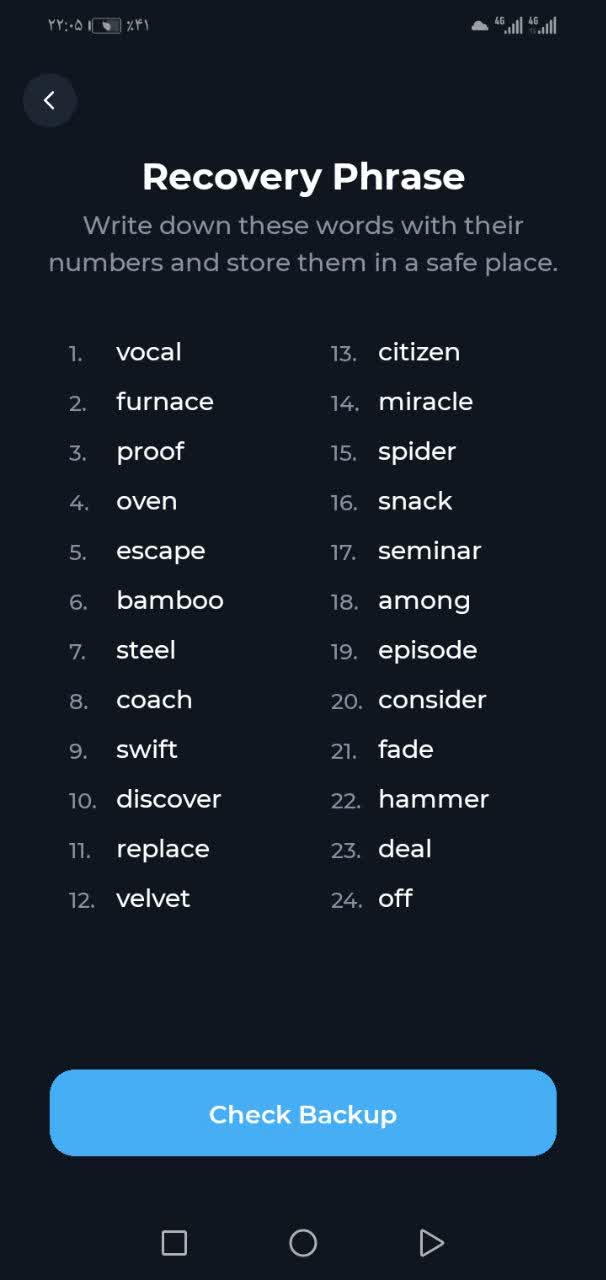 ۲۲:۰۵ ٪۴۱ 4G 4G
Recovery Phrase
Write down these words with their
numbers and store them in a safe place.
1. vocal
2. furnace
3. proof
4. oven
5. escape
6. bamboo
7. steel
8. coach
9. swift
10. discover
11. replace
12. velvet
13. citizen
14. miracle
15. spider
16. snack
17. seminar
18. among
19. episode
20. consider
21. fade
22. hammer
23. deal
24. off
Check Backup